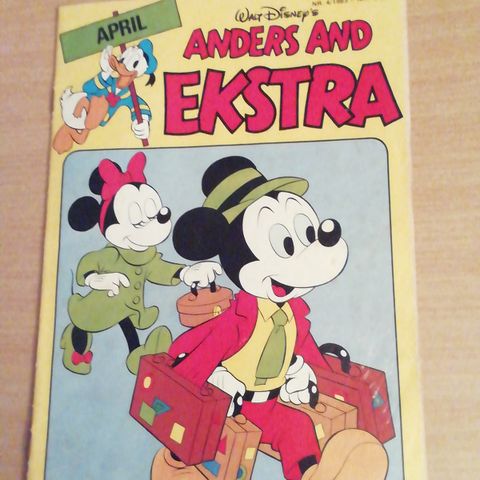 APRIL
WALT DISNEY'S
ANDERS AND
EKSTRA